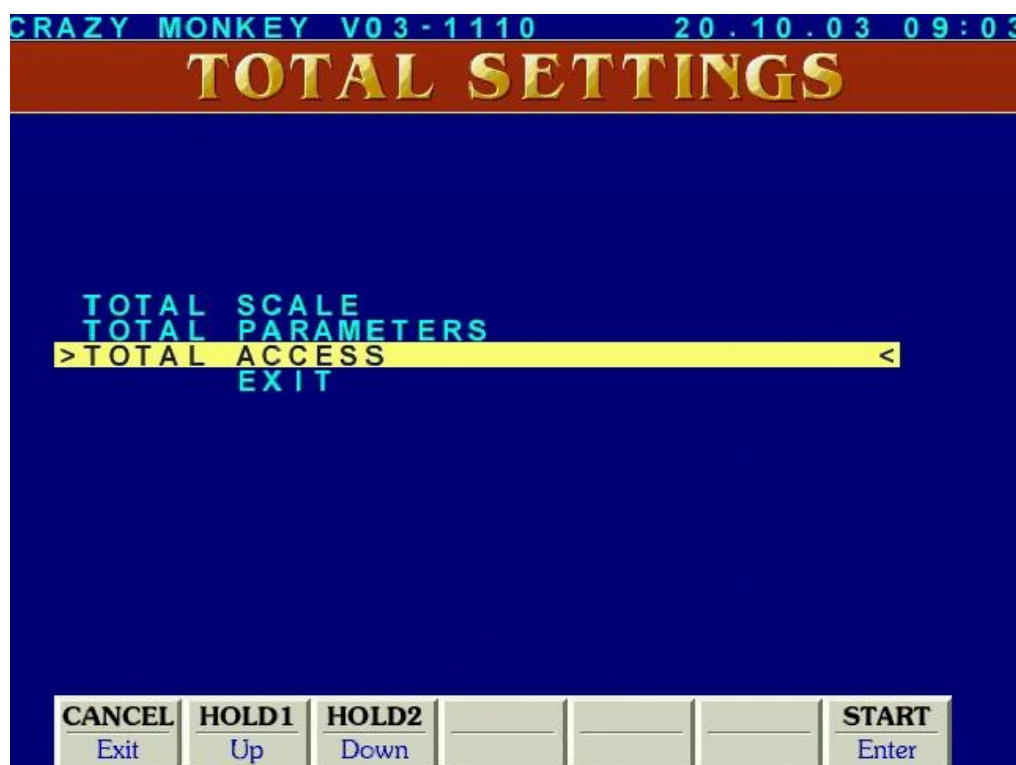 CRAZY MONKEY V03-1110 20.10.03 09:03
TOTAL SETTINGS
TOTAL SCALE
TOTAL PARAMETERS
>TOTAL ACCESS <
EXIT
CANCEL HOLD1 HOLD2 START
Exit Up Down Enter